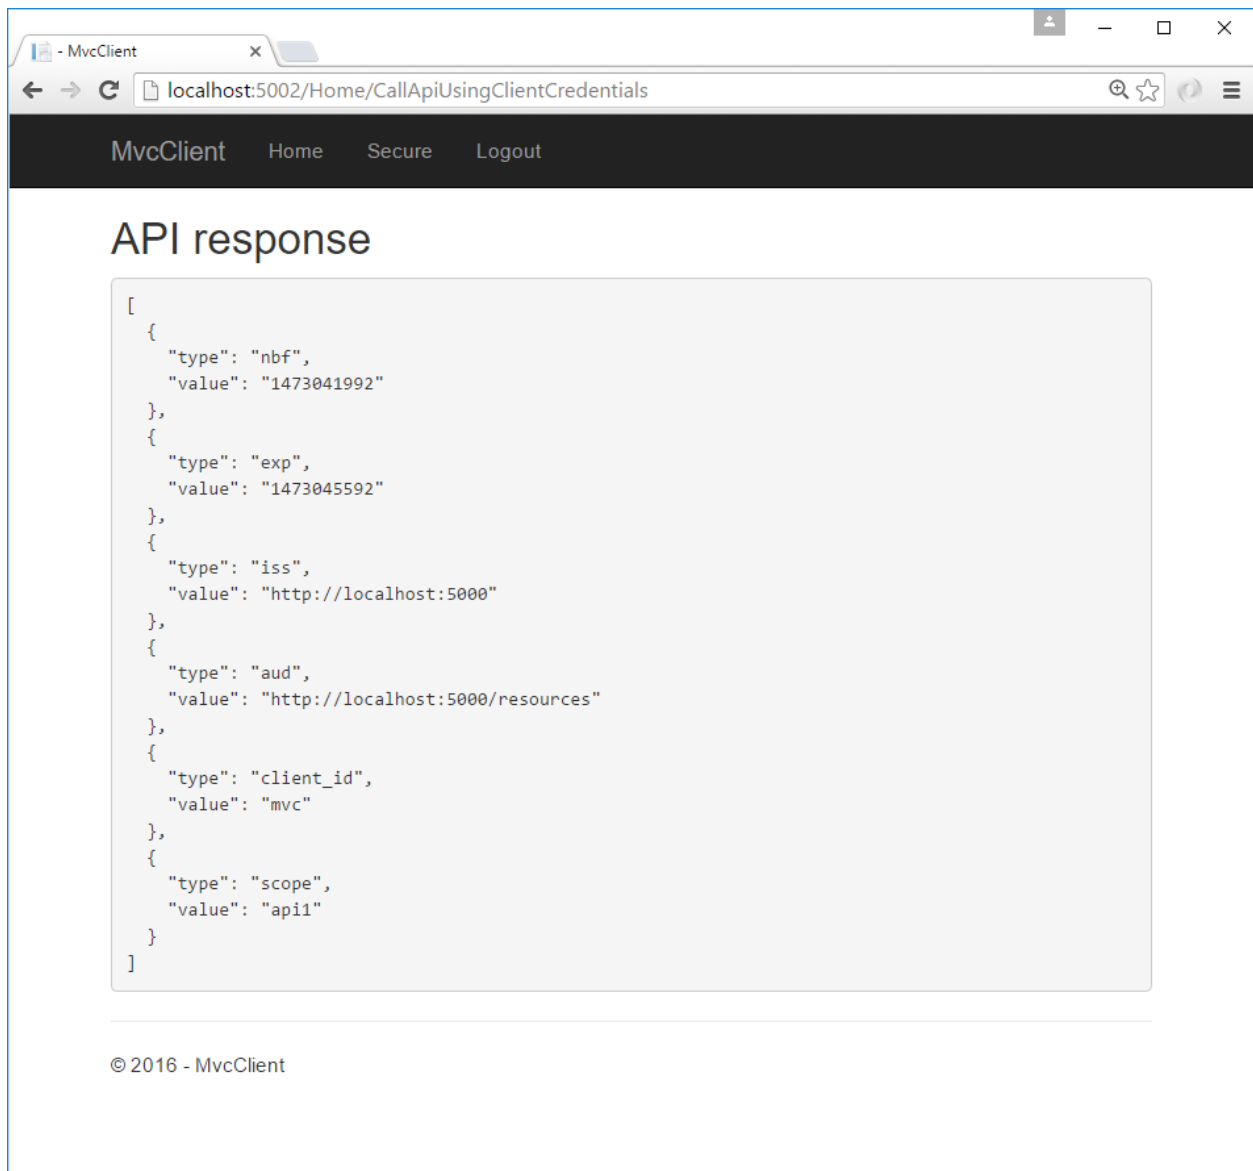 - MvcClient
localhost:5002/Home/CallApiUsingClientCredentials
MvcClient Home Secure Logout
API response
[
  {
    "type": "nbf",
    "value": "1473041992"
  },
  {
    "type": "exp",
    "value": "1473045592"
  },
  {
    "type": "iss",
    "value": "http://localhost:5000"
  },
  {
    "type": "aud",
    "value": "http://localhost:5000/resources"
  },
  {
    "type": "client_id",
    "value": "mvc"
  },
  {
    "type": "scope",
    "value": "api1"
  }
]
© 2016 - MvcClient